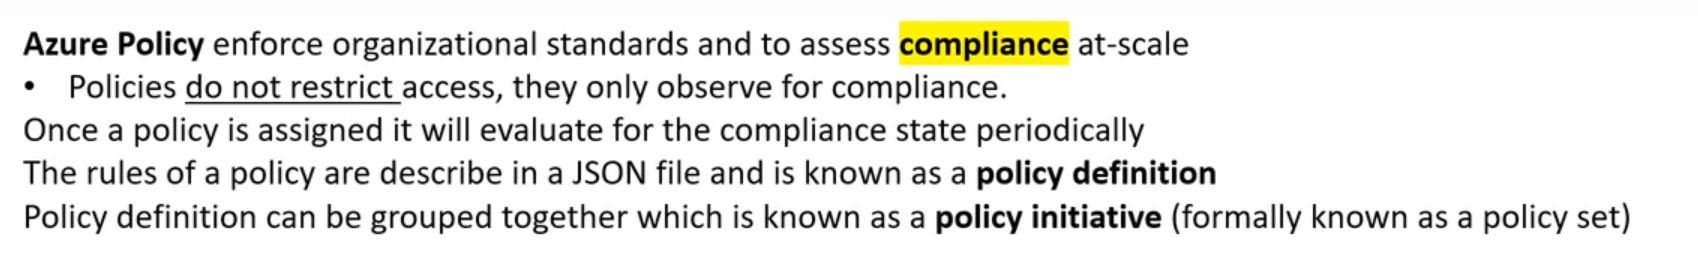 Azure Policy enforce organizational standards and to assess compliance at-scale
• Policies do not restrict access, they only observe for compliance.
Once a policy is assigned it will evaluate for the compliance state periodically
The rules of a policy are describe in a JSON file and is known as a policy definition
Policy definition can be grouped together which is known as a policy initiative (formally known as a policy set)